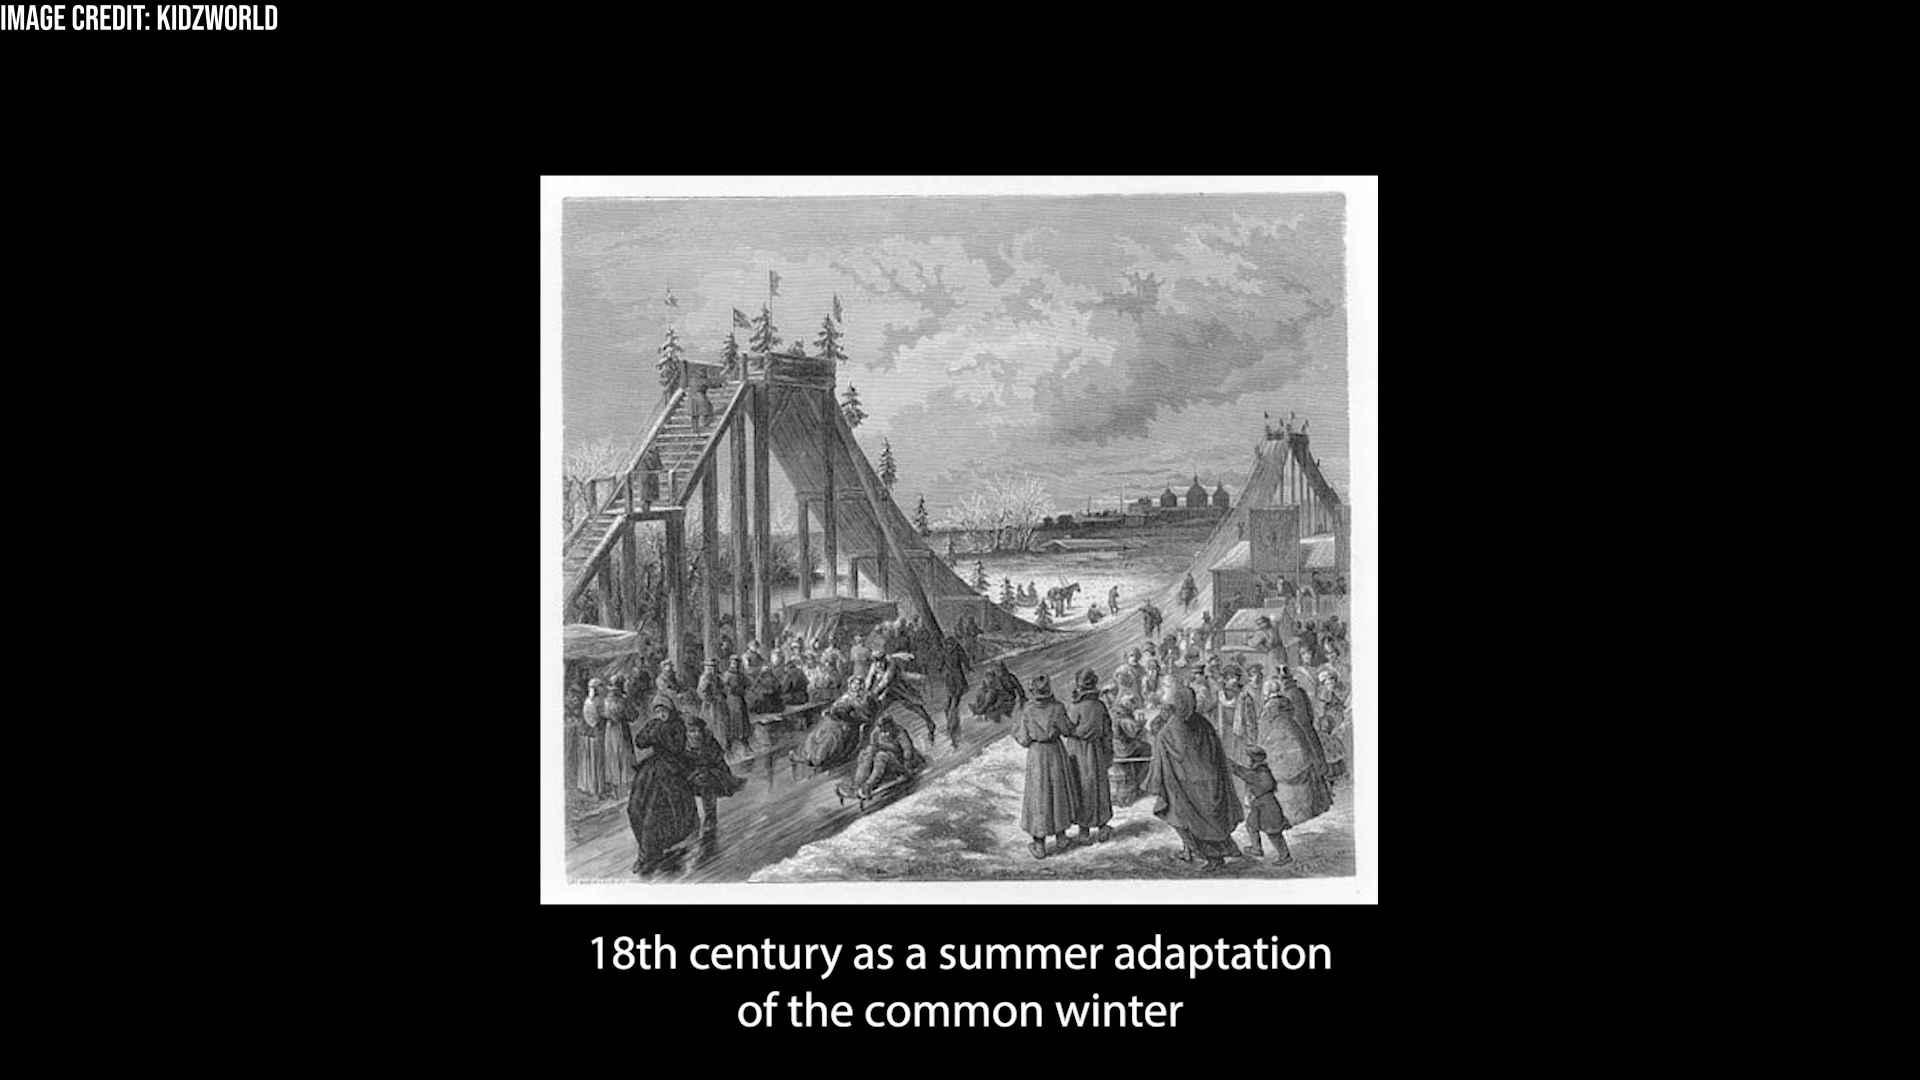 IMAGE CREDIT: KIDZWORLD
18th century as a summer adaptation
of the common winter